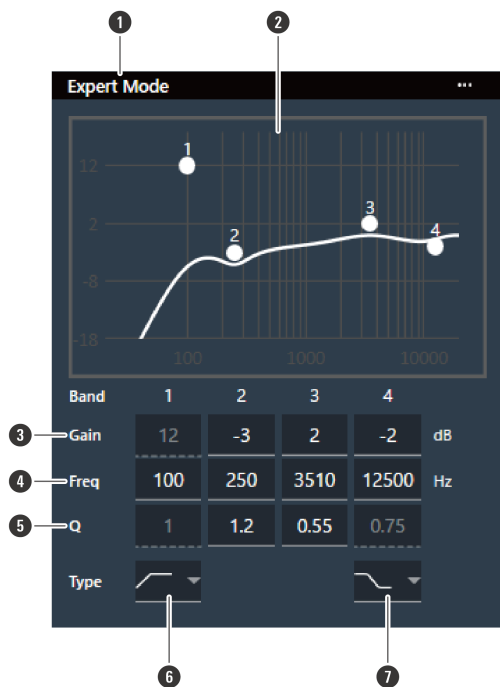 1 2
Expert Mode ...
12
2
-8
-18
1
2
3
4
100 1000 10000
Band 1 2 3 4
3 Gain 12 -3 2 -2 dB
4 Freq 100 250 3510 12500 Hz
5 Q 1 1.2 0.55 0.75
Type
6 7